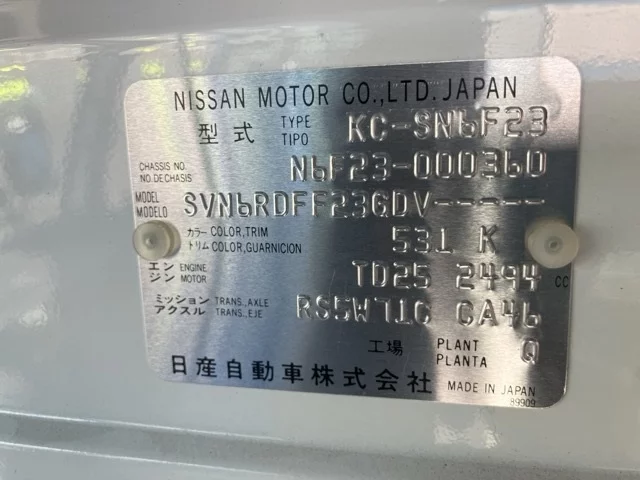 NISSAN MOTOR CO.,LTD. JAPAN
型式 TYPE TIPO KC-SN6F23
CHASSIS NO. NO. DE CHASIS N6F23-000360
MODEL MODELO SVN6RDFF23GDV-----
カラー COLOR, TRIM
トリム COLOR, GUARNICION 531 K
エン ENGINE
ジン MOTOR TD25 2494 CC
ミッション TRANS., AXLE
アクスル TRANS., EJE RS5W71C CA46
工場 PLANT PLANTA Q
日産自動車株式会社 MADE IN JAPAN
89909